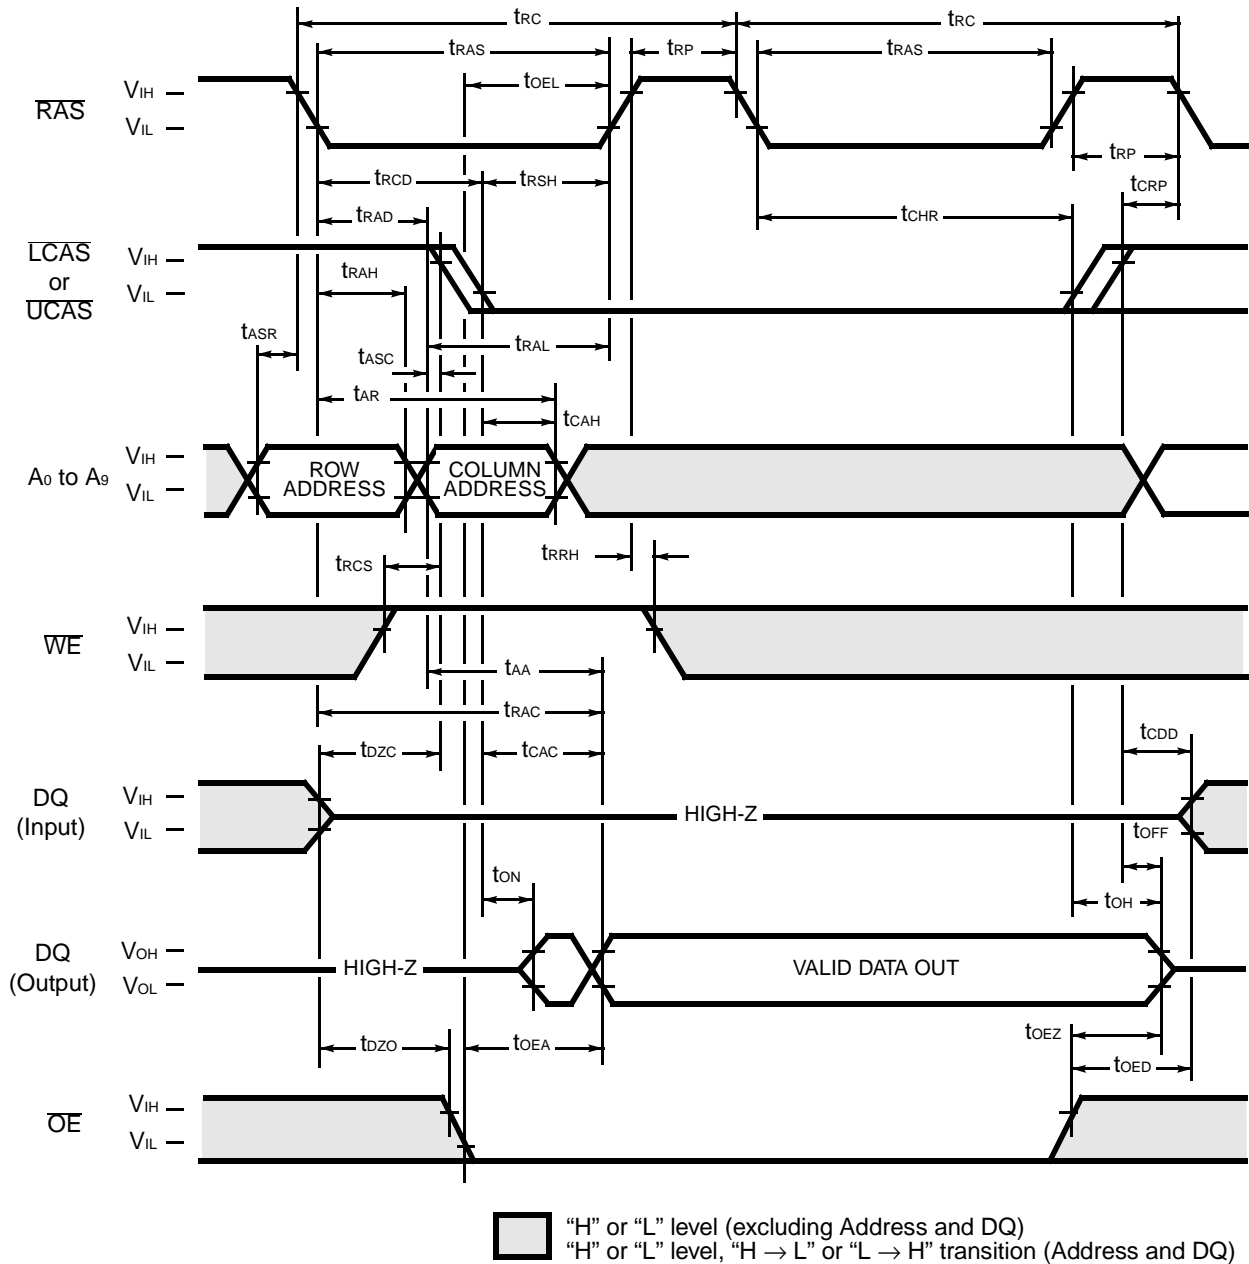 tRC tRC
tRAS tRP tRAS
tOEL
RAS VIH
VIL
tRP
tRCD tRSH
tCRP
tRAD tCHR
LCAS
or
UCAS VIH
VIL
tRAH
tASR
tASC tRAL
tAR
tCAH
A0 to A9 VIH
VIL
ROW
ADDRESS
COLUMN
ADDRESS
tRRH
tRCS
WE VIH
VIL
tAA
tRAC
tDZC tCAC tCDD
DQ
(Input) VIH
VIL
HIGH-Z
tOFF
tON
tOH
DQ
(Output) VOH
VOL
HIGH-Z VALID DATA OUT
tOEZ
tDZO tOEA
tOED
OE VIH
VIL
“H” or “L” level (excluding Address and DQ)
“H” or “L” level, “H → L” or “L → H” transition (Address and DQ)